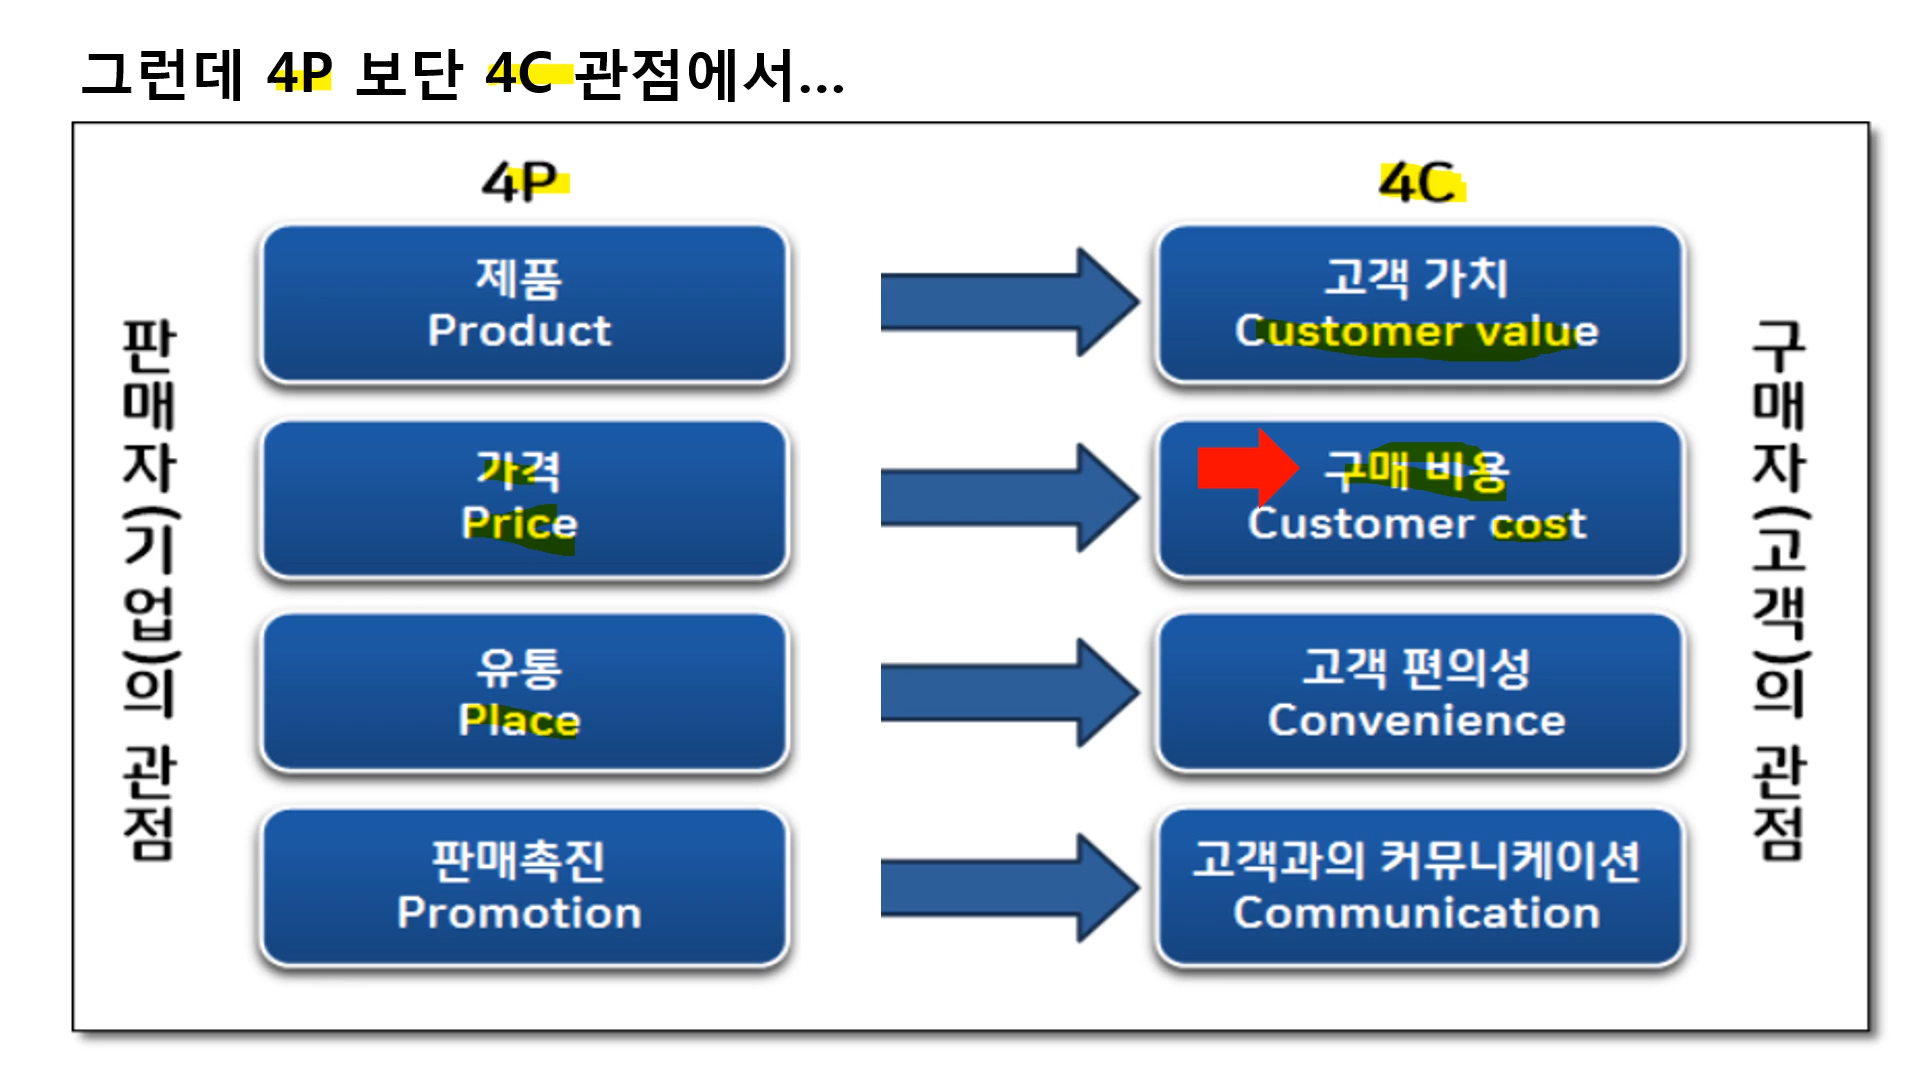 그런데 4P 보단 4C 관점에서...
4P
4C
판매자(기업)의 관점
제품
Product
고객 가치
Customer value
가격
Price
구매 비용
Customer cost
유통
Place
고객 편의성
Convenience
판매촉진
Promotion
고객과의 커뮤니케이션
Communication
구매자(고객)의 관점